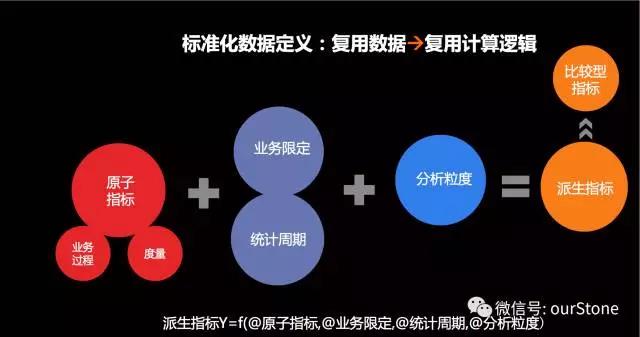 标准化数据定义：复用数据→复用计算逻辑
比较型
指标
业务限定
原子
指标
+
+
分析粒度
=
派生指标
业务
过程
度量
统计周期
微信号: ourStone
派生指标Y=f(@原子指标,@业务限定,@统计周期,@分析粒度)